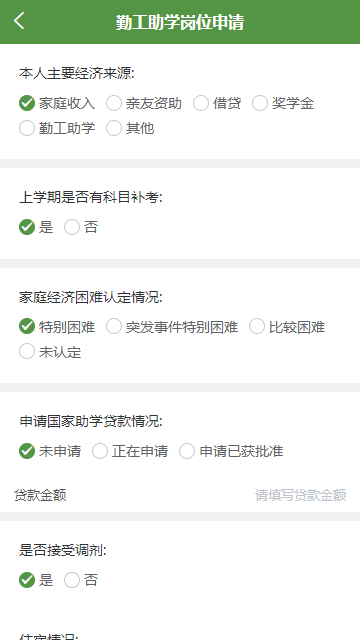 勤工助学岗位申请
本人主要经济来源:
家庭收入 亲友资助 借贷 奖学金
勤工助学 其他
上学期是否有科目补考:
是 否
家庭经济困难认定情况:
特别困难 突发事件特别困难 比较困难
未认定
申请国家助学贷款情况:
未申请 正在申请 申请已获批准
贷款金额 请填写贷款金额
是否接受调剂:
是 否
住宿情况: